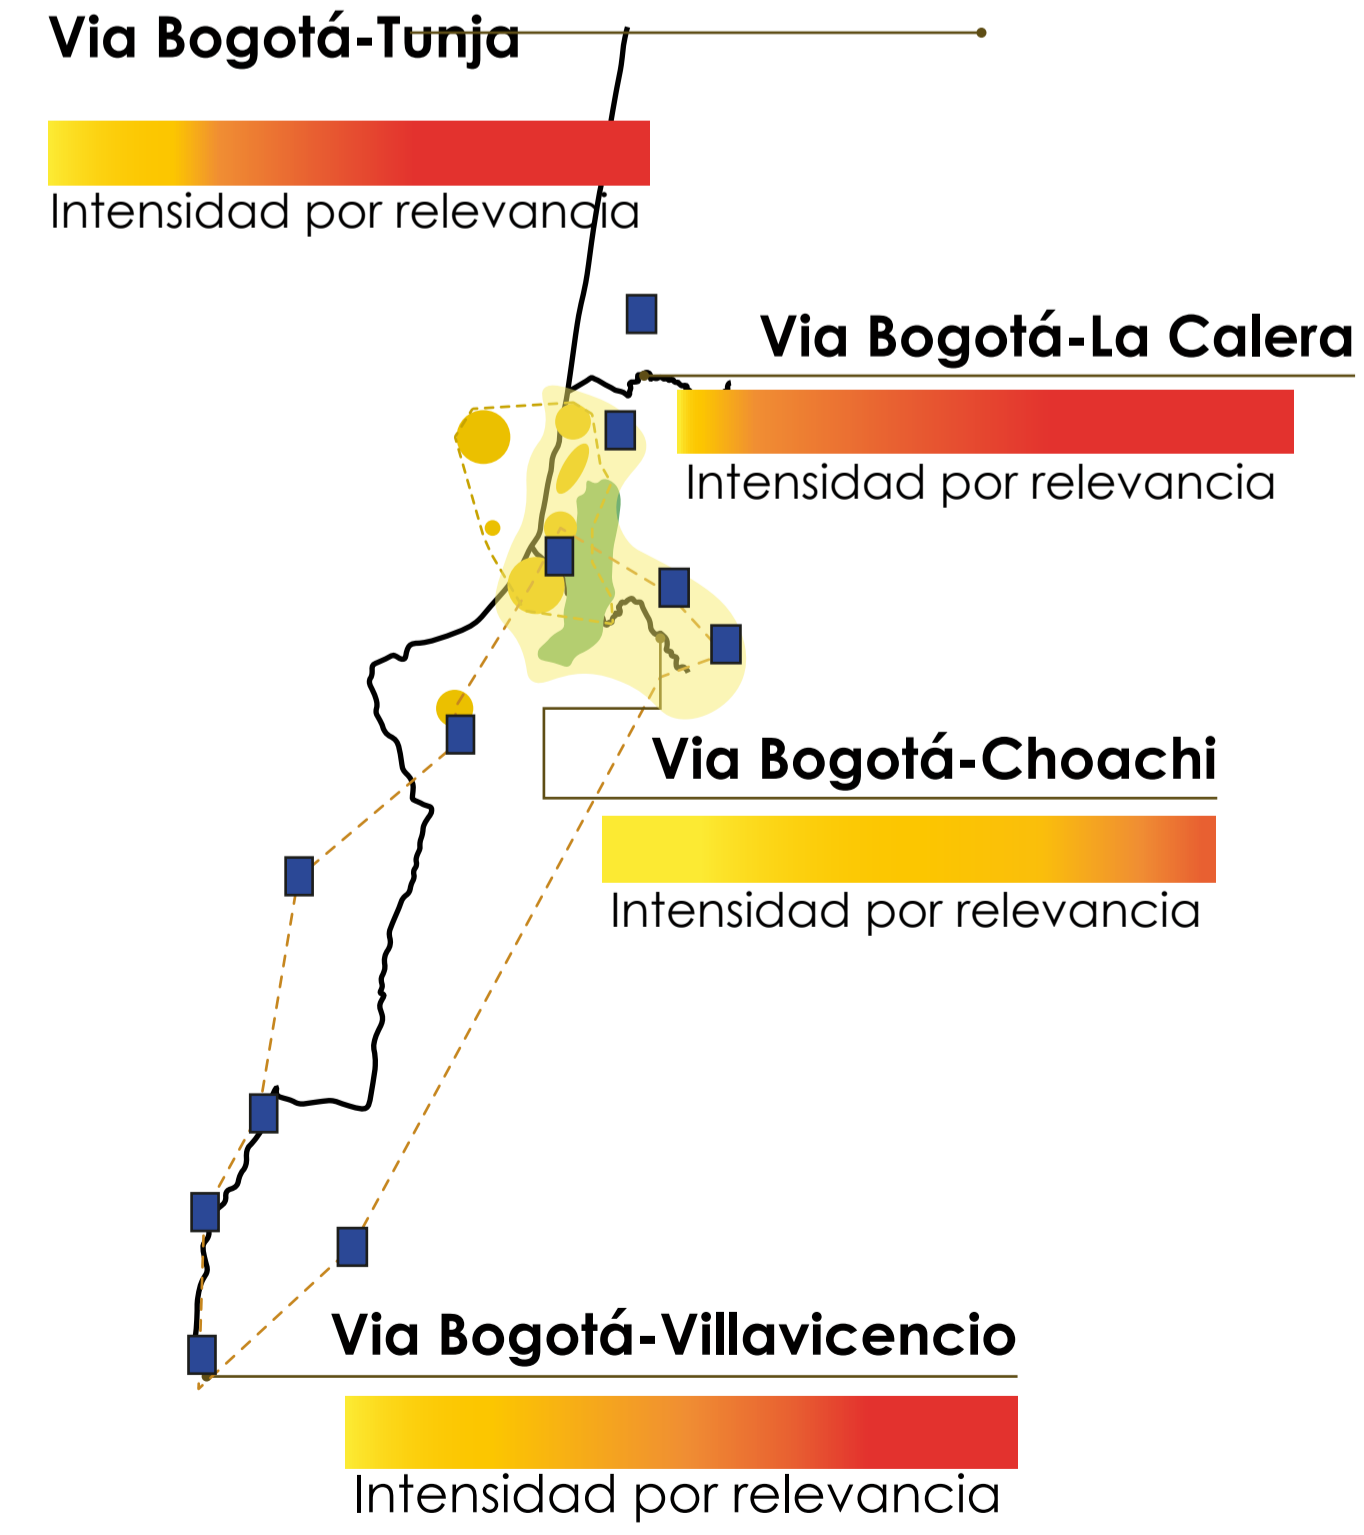 Via Bogotá-Tunja
Intensidad por relevancia
Via Bogotá-La Calera
Intensidad por relevancia
Via Bogotá-Choachi
Intensidad por relevancia
Via Bogotá-Villavicencio
Intensidad por relevancia